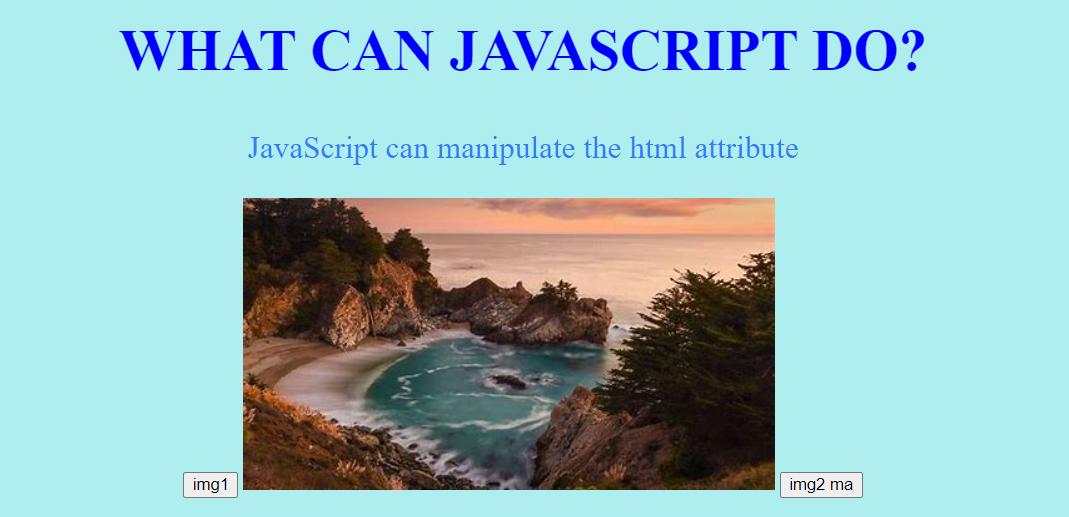 WHAT CAN JAVASCRIPT DO?
JavaScript can manipulate the html attribute
img1
img2 ma